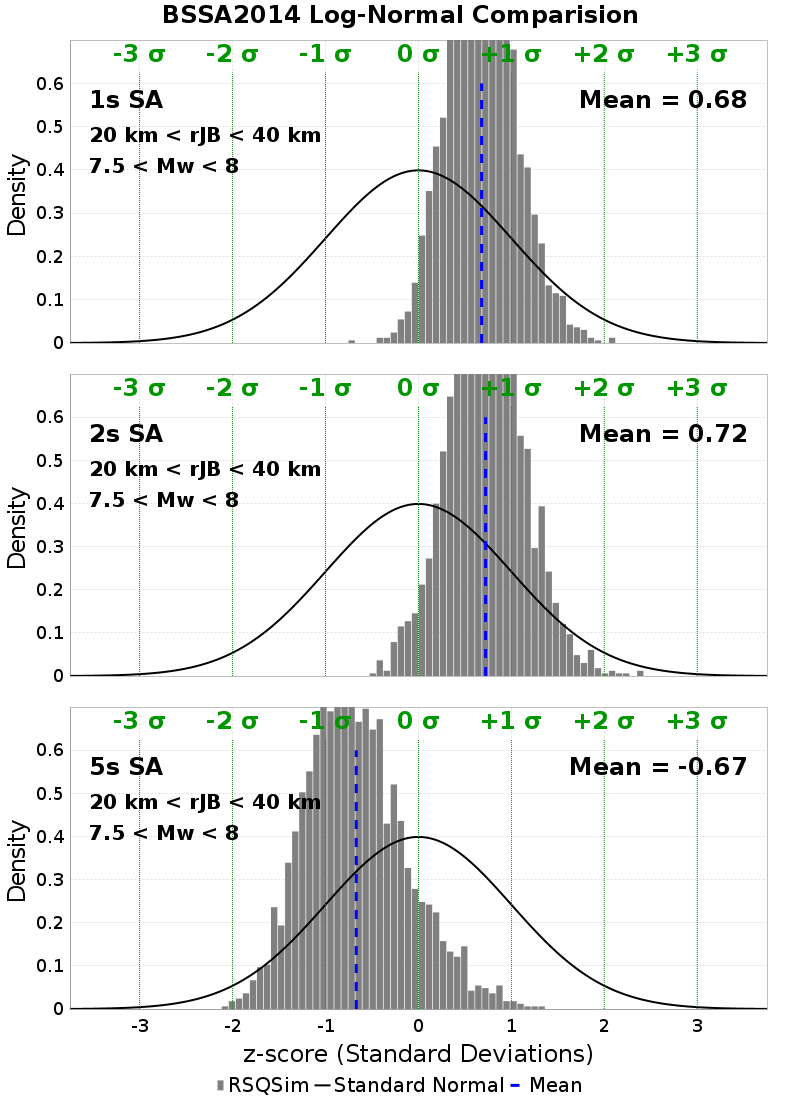 BSSA2014 Log-Normal Comparision
-3 σ -2 σ -1 σ 0 σ +1 σ +2 σ +3 σ
0.6
0.5
0.4
0.3
0.2
0.1
0
Density
1s SA
Mean = 0.68
20 km < rJB < 40 km
7.5 < Mw < 8
-3 σ -2 σ -1 σ 0 σ +1 σ +2 σ +3 σ
0.6
0.5
0.4
0.3
0.2
0.1
0
Density
2s SA
Mean = 0.72
20 km < rJB < 40 km
7.5 < Mw < 8
-3 σ -2 σ -1 σ 0 σ +1 σ +2 σ +3 σ
0.6
0.5
0.4
0.3
0.2
0.1
0
Density
5s SA
Mean = -0.67
20 km < rJB < 40 km
7.5 < Mw < 8
-3 -2 -1 0 1 2 3
z-score (Standard Deviations)
RSQSim Standard Normal Mean